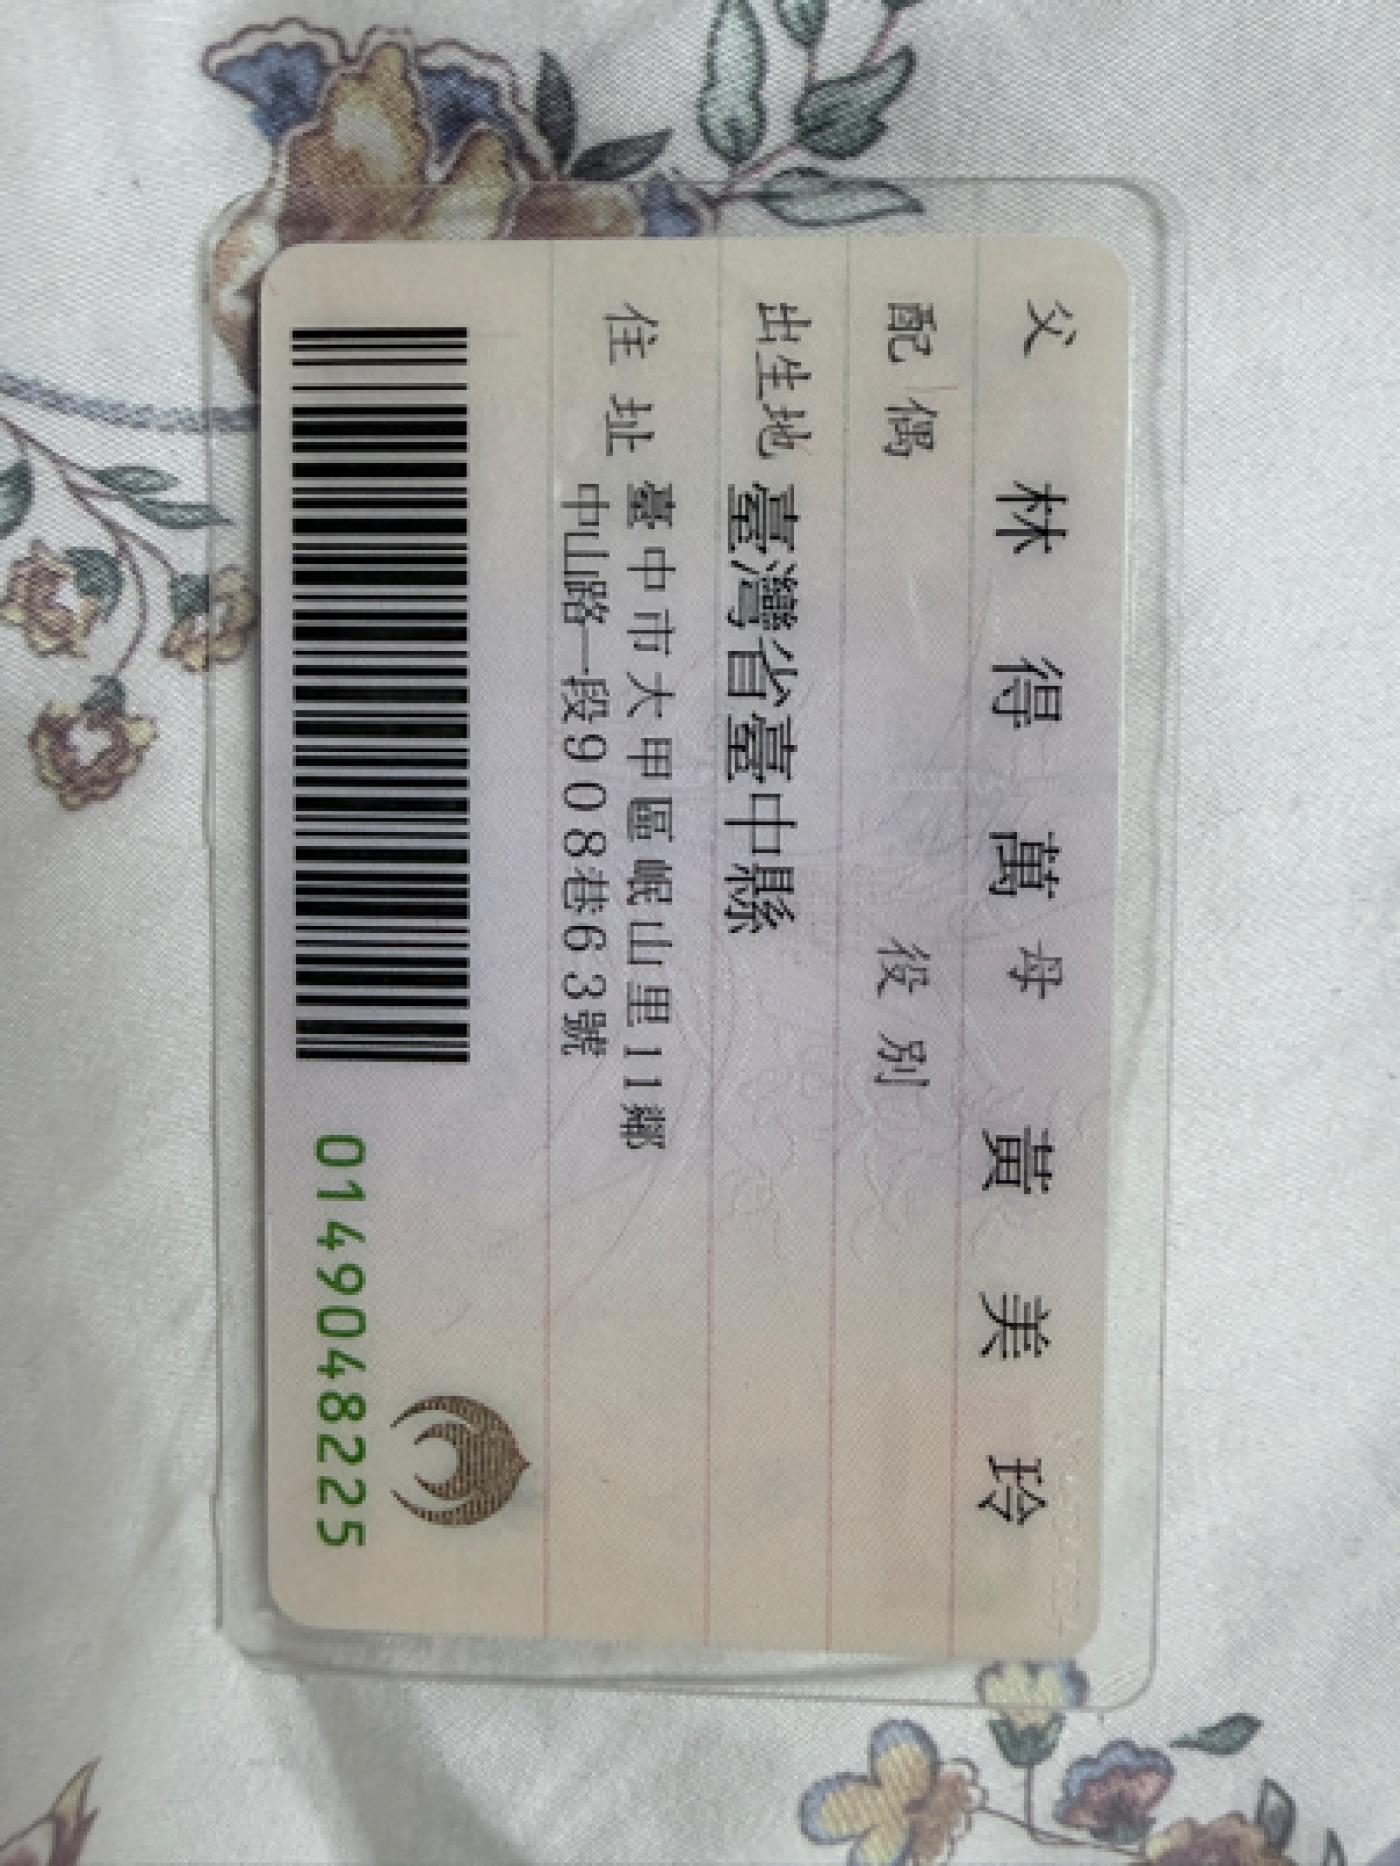 父 林得萬 母 黃美玲
配偶 役別
出生地 臺灣省臺中縣
住址 臺中市大甲區岷山里11鄰
中山路一段908巷63號
0149048225